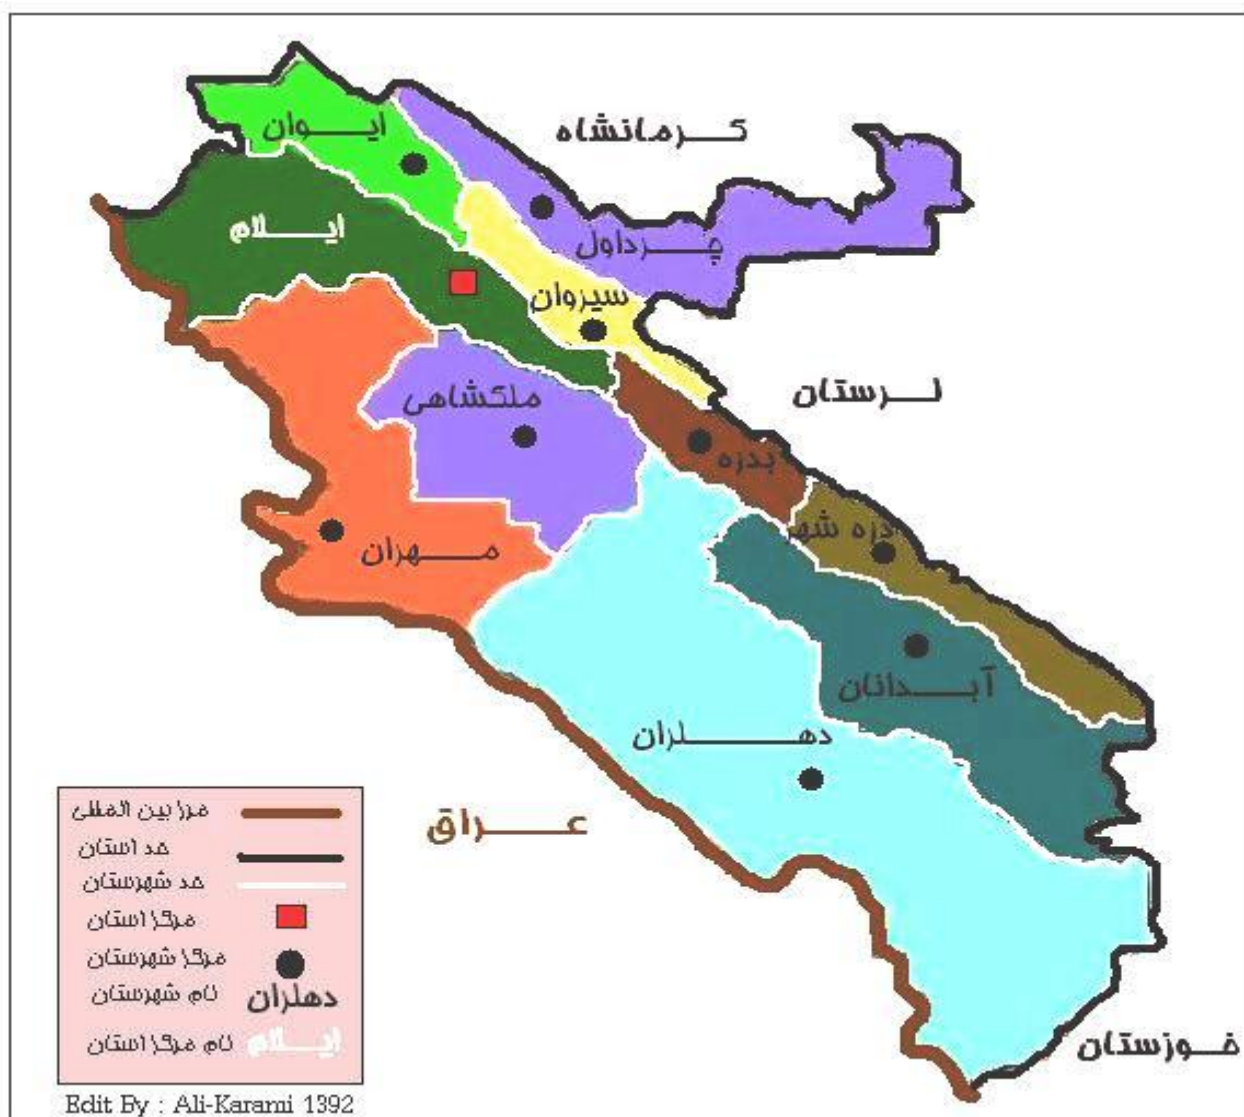 کرمانشاه
ایوان
ایلام
چرداول
سیروان
لرستان
ملکشاهی
بدره
دره شهر
مهران
آبدانان
دهلران
عراق
خوزستان
مرز بین المللی
حد استان
حد شهرستان
مرکز استان
مرکز شهرستان
نام شهرستان دهلران
نام مرکز استان ایلام
Edit By : Ali-Karami 1392